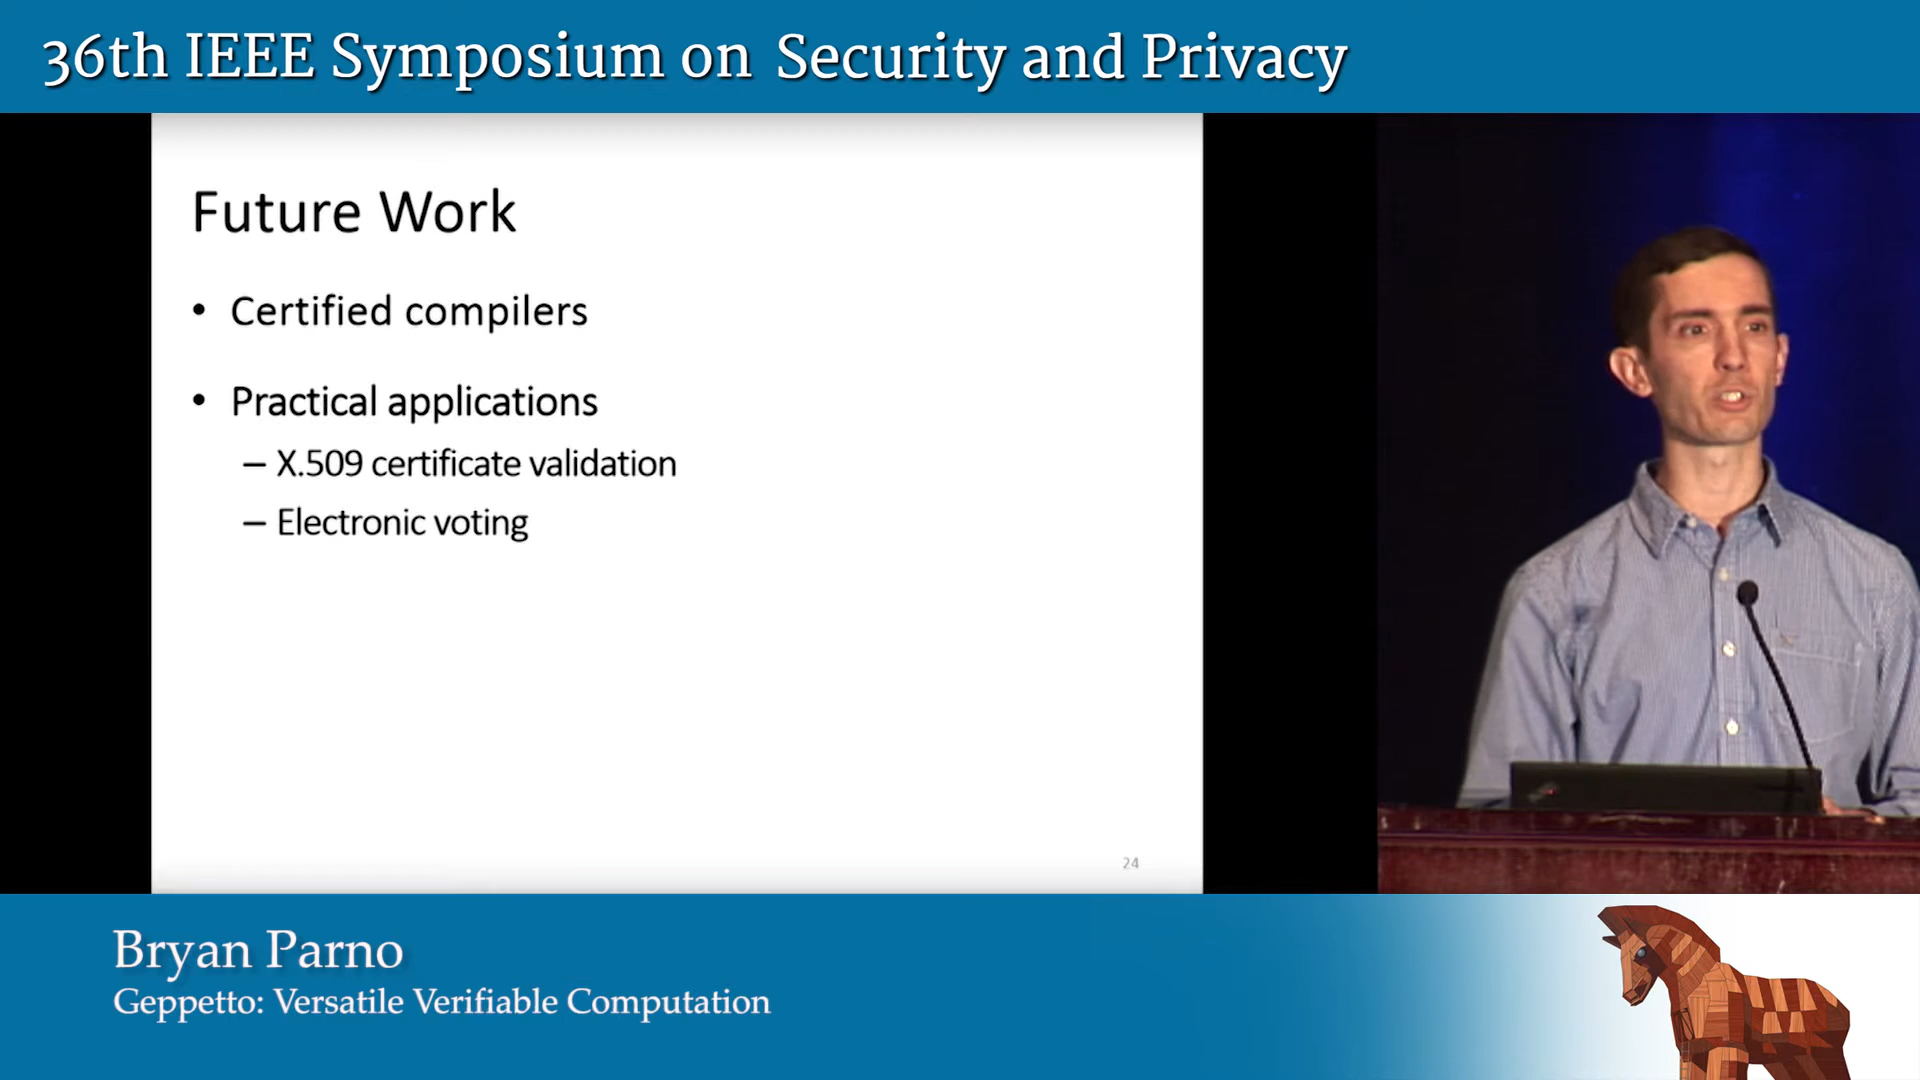 36th IEEE Symposium on Security and Privacy
Future Work
• Certified compilers
• Practical applications
– X.509 certificate validation
– Electronic voting
24
Bryan Parno
Geppetto: Versatile Verifiable Computation